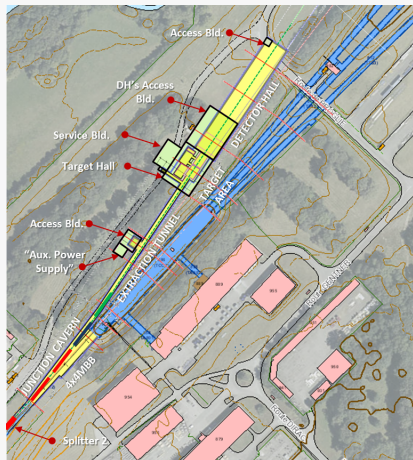 Access Bld.
DH's Access
Bld.
DETECTOR HALL
Service Bld.
Target Hall
TARGET
AREA
Access Bld.
EXTRACTION TUNNEL
"Aux. Power
Supply"
JUNCTION CAVERN
4x4MBB
Splitter 2